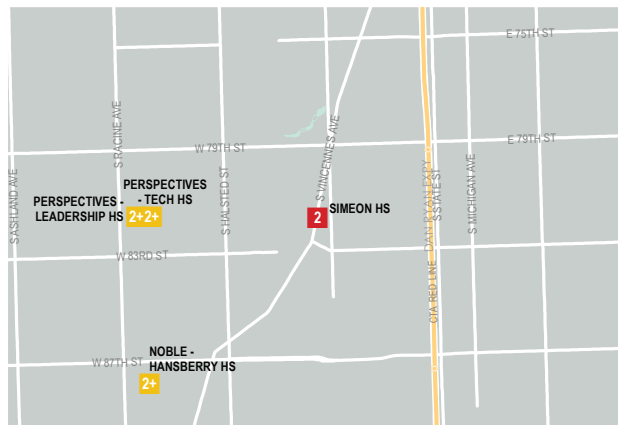 E 75TH ST
S RACINE AVE
W 79TH ST
S VINCENNES AVE
E 79TH ST
S ASHLAND AVE
S HALSTED ST
DAN RYAN EXPY
S STATE ST
S MICHIGAN AVE
PERSPECTIVES -
LEADERSHIP HS
PERSPECTIVES
- TECH HS
2+2+
2
SIMEON HS
W 83RD ST
CTA RED LINE
W 87TH ST
NOBLE -
HANSBERRY HS
2+